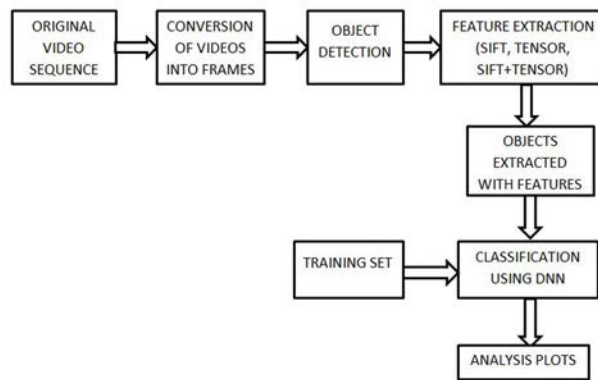 ORIGINAL
VIDEO
SEQUENCE
CONVERSION
OF VIDEOS
INTO FRAMES
OBJECT
DETECTION
FEATURE EXTRACTION
(SIFT, TENSOR,
SIFT+TENSOR)
OBJECTS
EXTRACTED
WITH FEATURES
TRAINING SET
CLASSIFICATION
USING DNN
ANALYSIS PLOTS